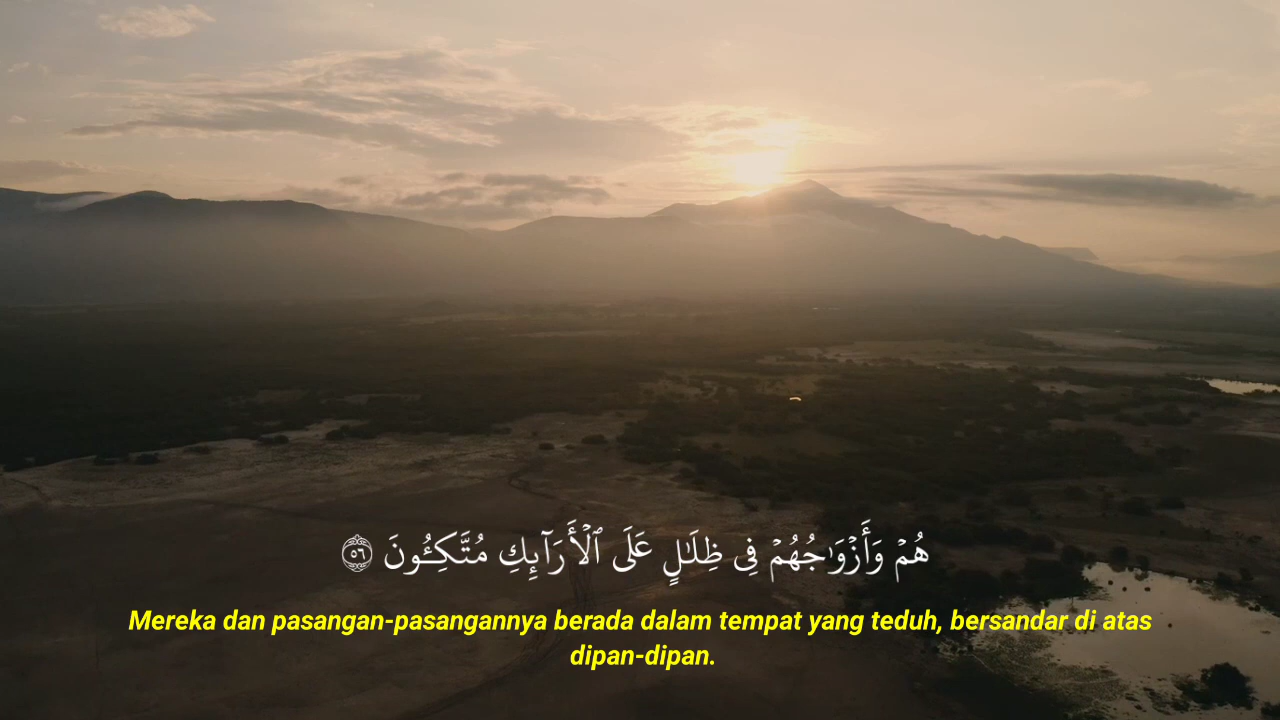 هُمۡ وَأَزۡوَٰجُهُمۡ فِي ظِلَٰلٍ عَلَى ٱلۡأَرَآئِكِ مُتَّكِـُٔونَ ٥٦
Mereka dan pasangan-pasangannya berada dalam tempat yang teduh, bersandar di atas
dipan-dipan.